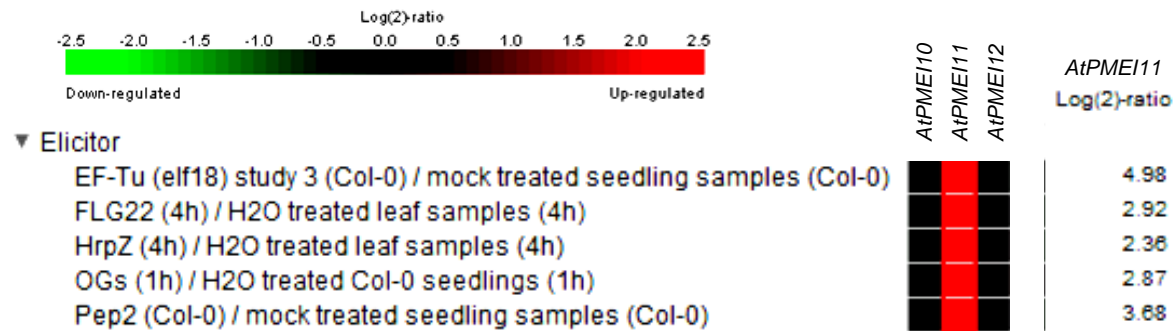 Log(2)-ratio
-2.5 -2.0 -1.5 -1.0 -0.5 0.0 0.5 1.0 1.5 2.0 2.5
Down-regulated Up-regulated
AtPMEI10 AtPMEI11 AtPMEI12
AtPMEI11
Log(2)-ratio
▼ Elicitor
EF-Tu (elf18) study 3 (Col-0) / mock treated seedling samples (Col-0) 4.98
FLG22 (4h) / H2O treated leaf samples (4h) 2.92
HrpZ (4h) / H2O treated leaf samples (4h) 2.36
OGs (1h) / H2O treated Col-0 seedlings (1h) 2.87
Pep2 (Col-0) / mock treated seedling samples (Col-0) 3.68